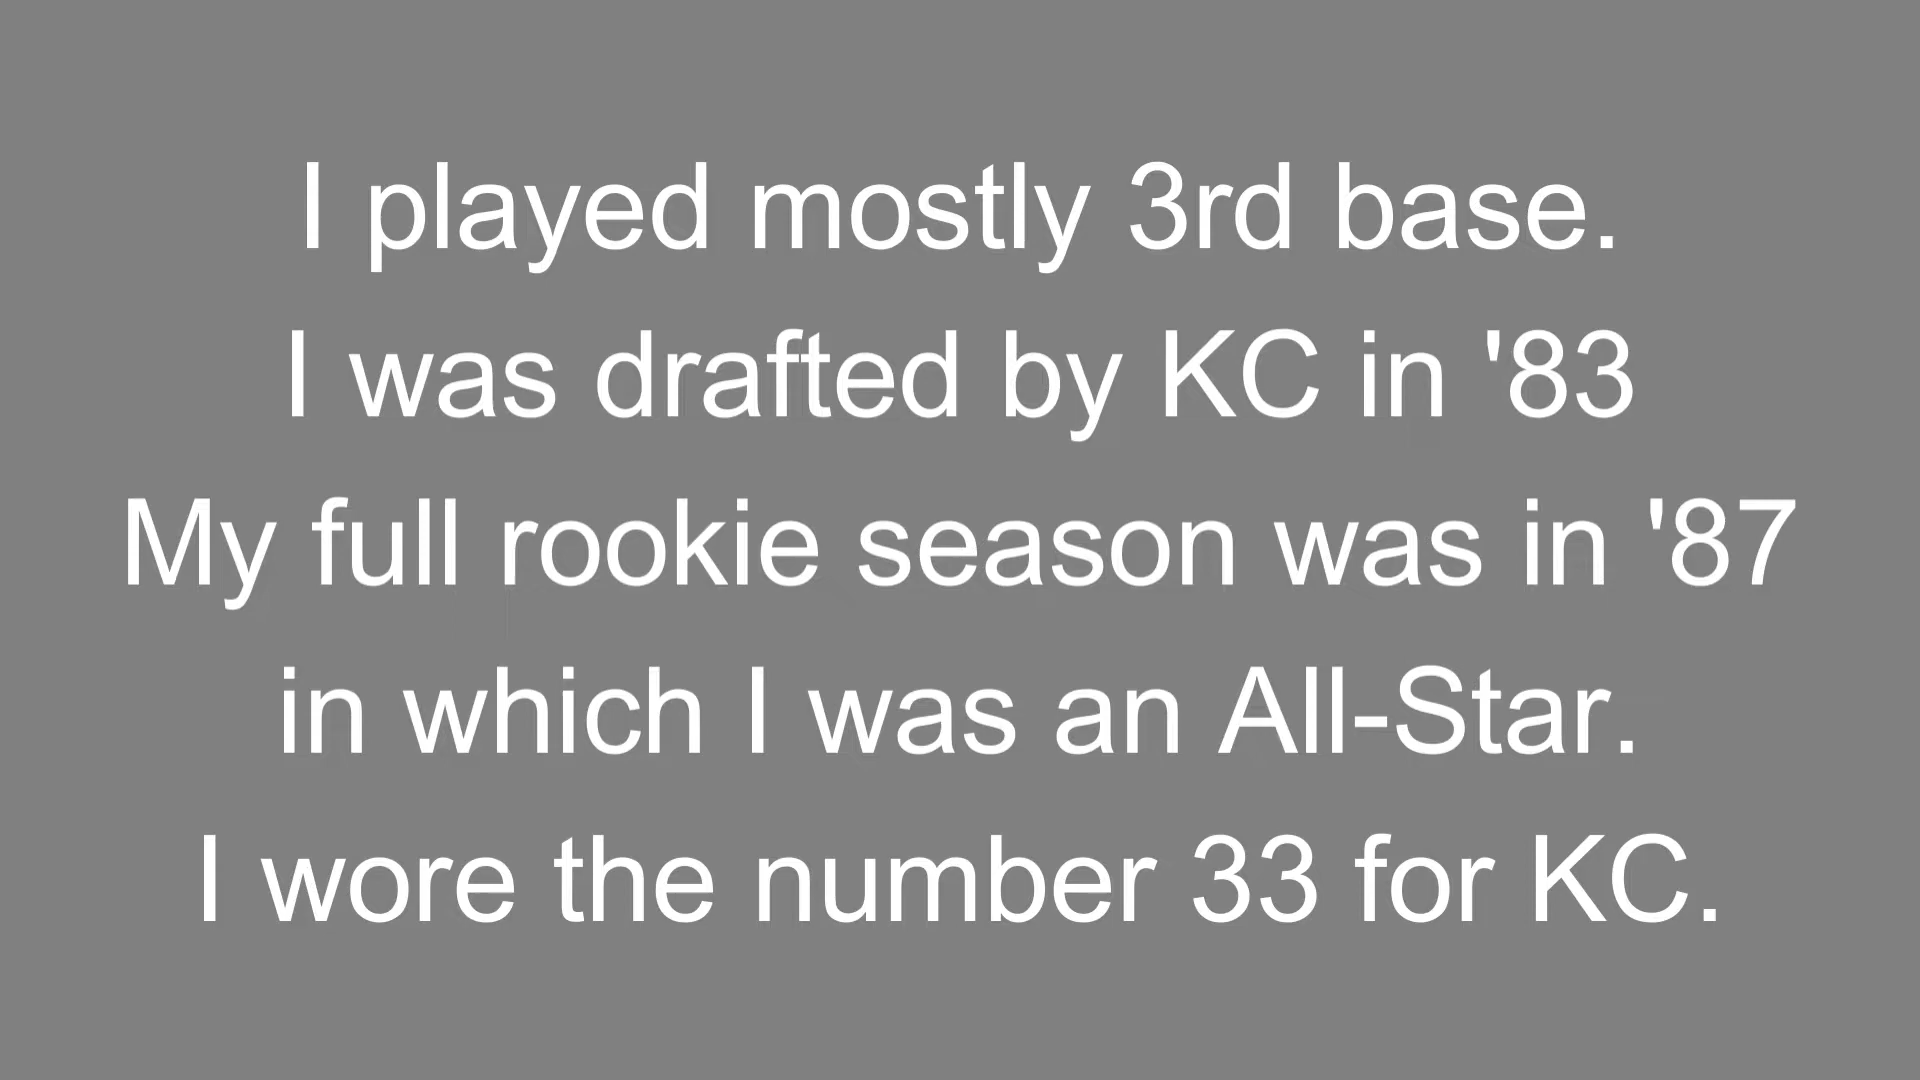 I played mostly 3rd base.
I was drafted by KC in '83
My full rookie season was in '87
in which I was an All-Star.
I wore the number 33 for KC.